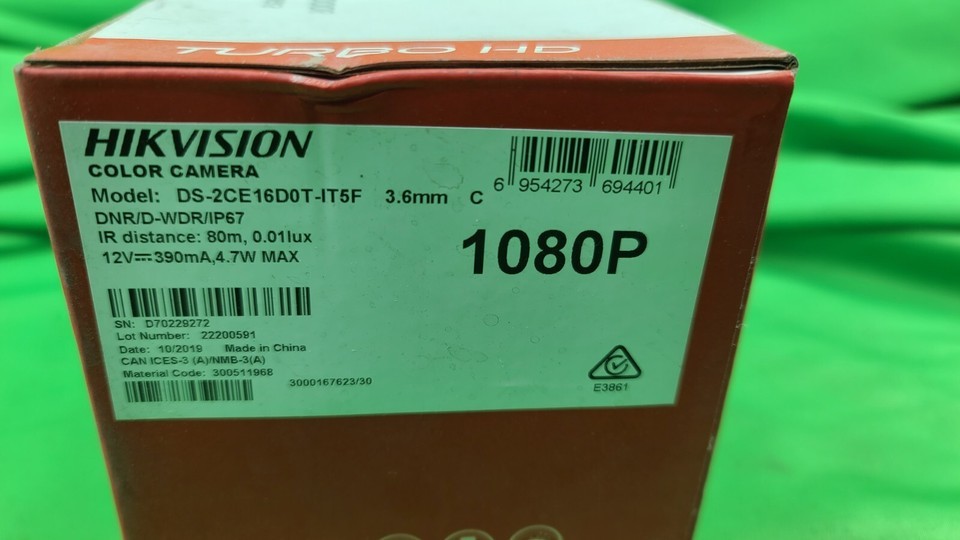 TURBO HD
HIKVISION
COLOR CAMERA
Model: DS-2CE16D0T-IT5F 3.6mm C
DNR/D-WDR/IP67
IR distance: 80m, 0.01lux
12V⎓390mA,4.7W MAX
6 954273 694401
1080P
SN: D70229272
Lot Number: 22200591
Date: 10/2019 Made in China
CAN ICES-3 (A)/NMB-3(A)
Material Code: 300511968
3000167623/30
E3861